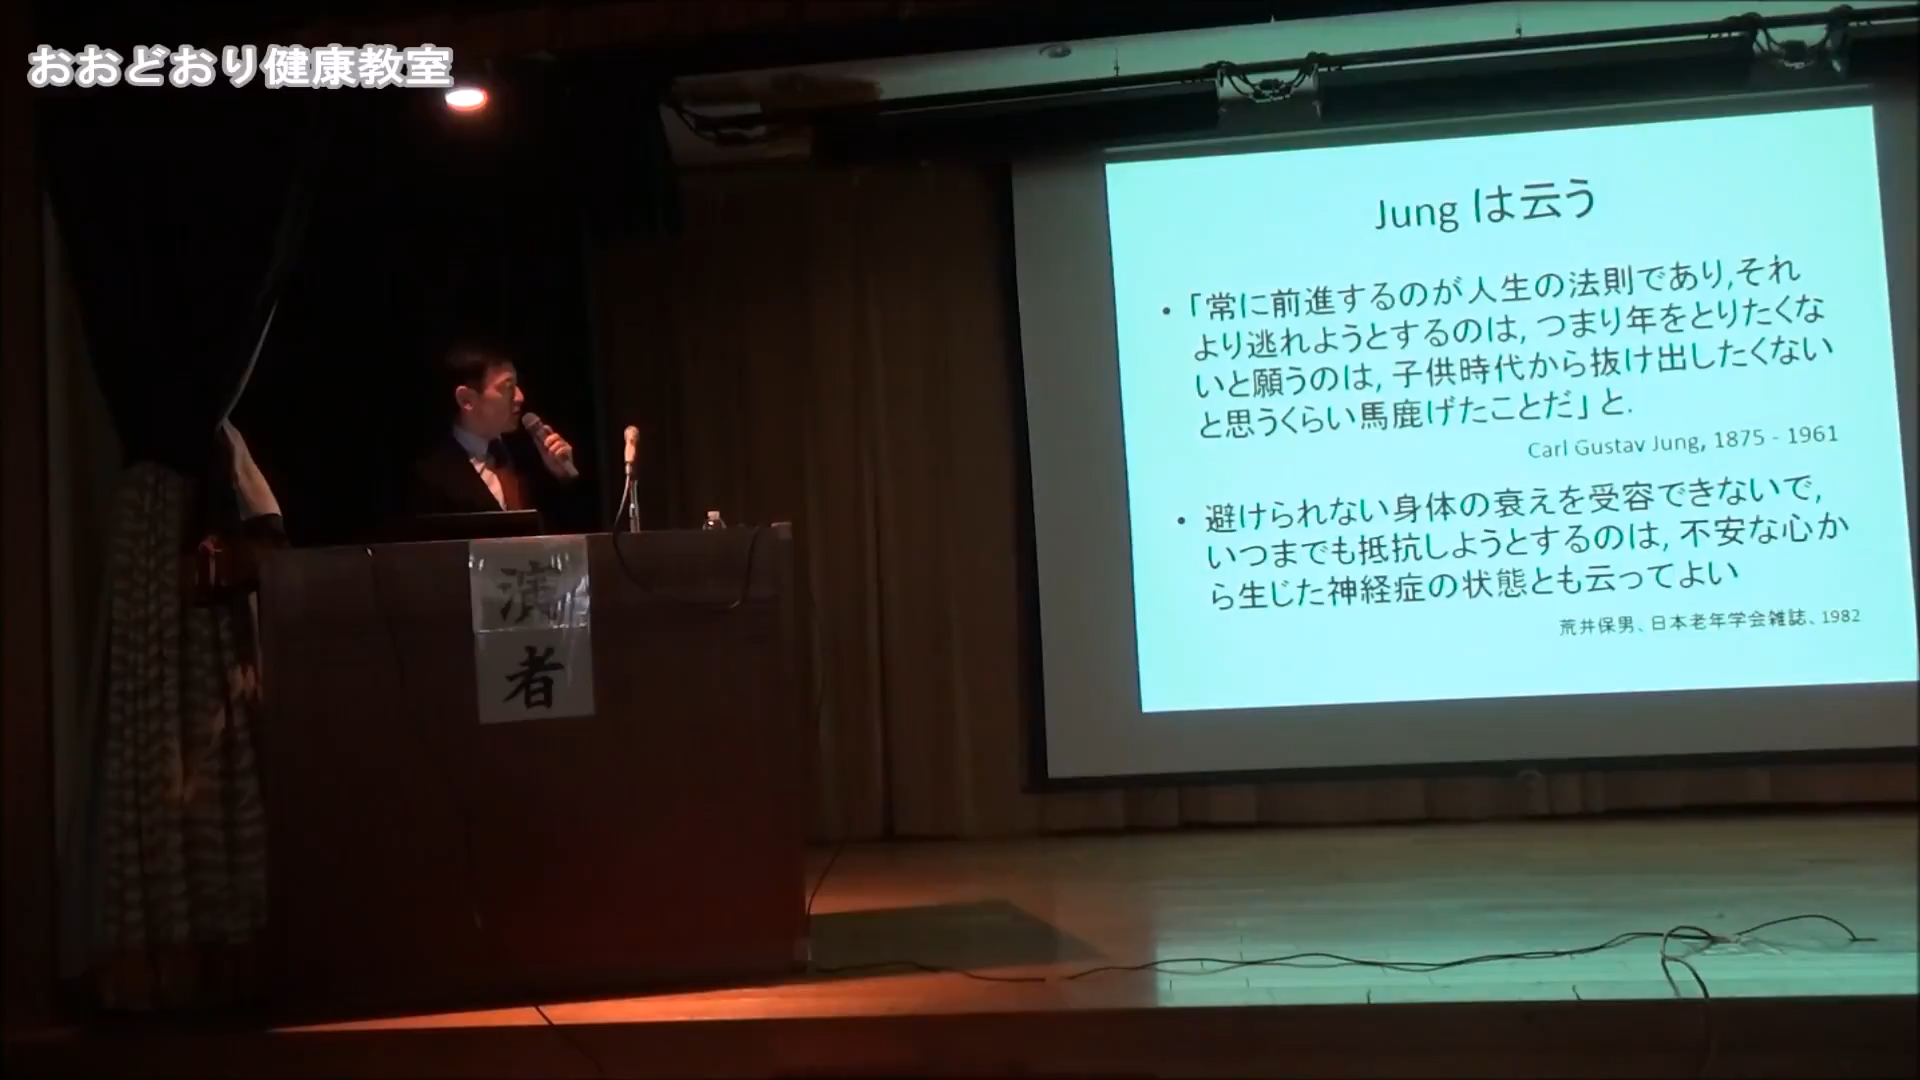 おおどおり健康教室
Jung は云う
・「常に前進するのが人生の法則であり,それ
より逃れようとするのは, つまり年をとりたくな
いと願うのは, 子供時代から抜け出したくない
と思うくらい馬鹿げたことだ」 と.
Carl Gustav Jung, 1875 - 1961
・避けられない身体の衰えを受容できないで,
いつまでも抵抗しようとするのは, 不安な心か
ら生じた神経症の状態とも云ってよい
荒井保男、日本老年学会雑誌、1982
演
者